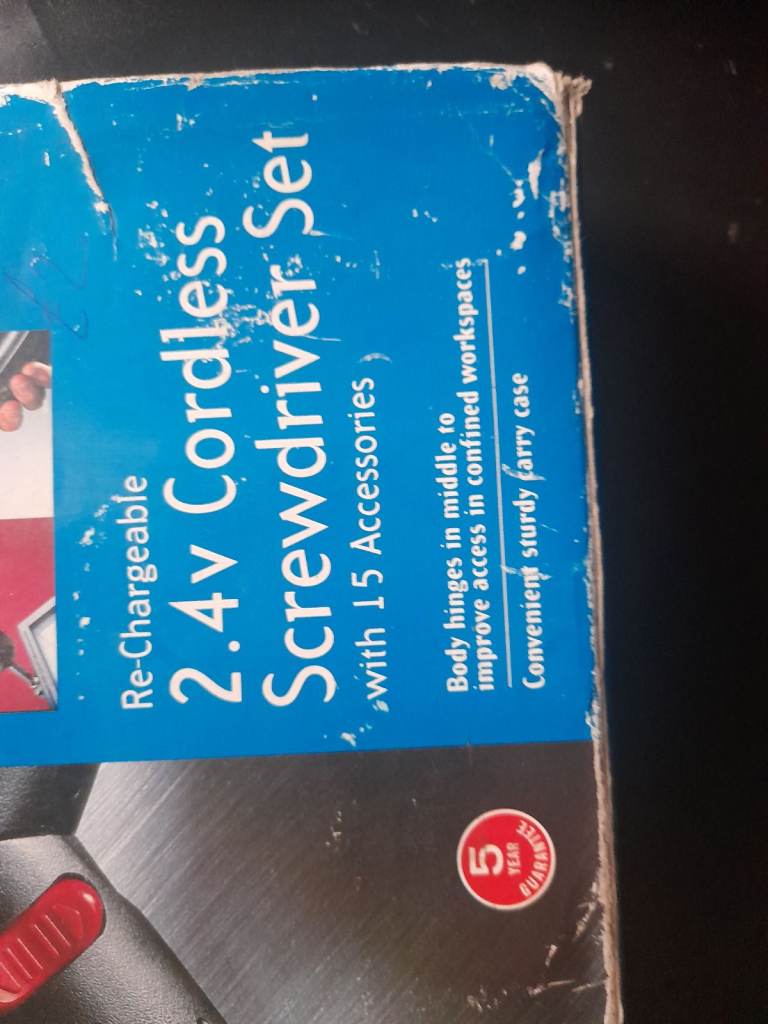 Re-Chargeable
2.4v Cordless
Screwdriver Set
with 15 Accessories
Body hinges in middle to
improve access in confined workspaces
Convenient sturdy carry case
5
YEAR
GUARANTEE